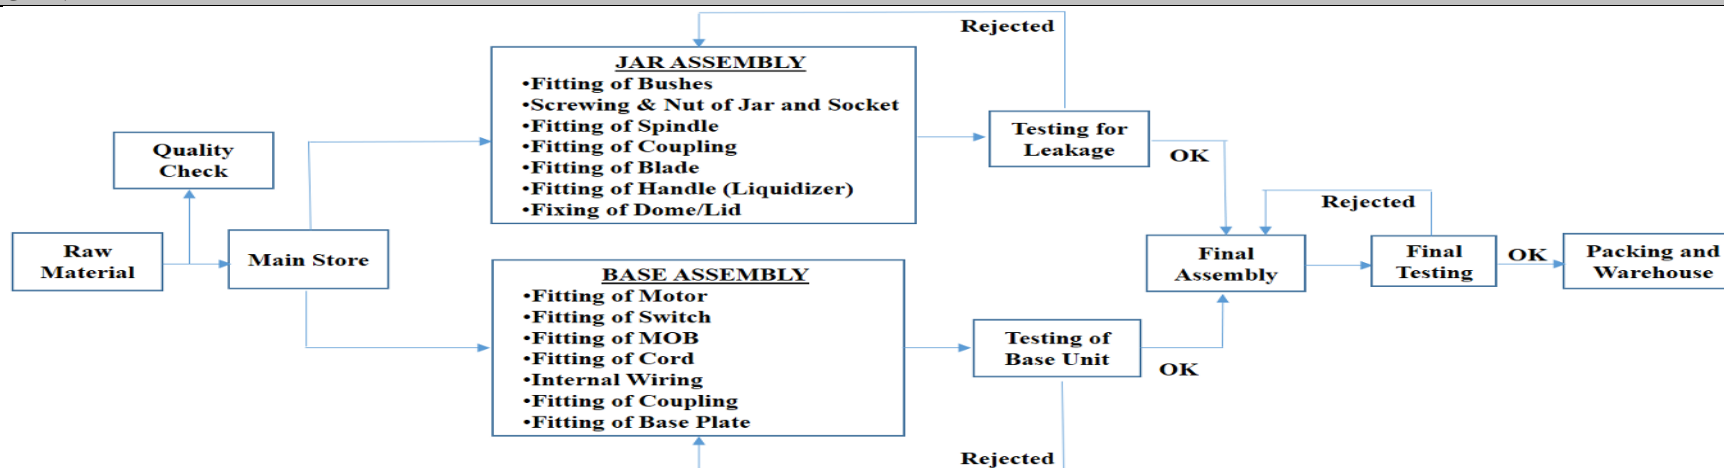 Rejected
JAR ASSEMBLY
•Fitting of Bushes
•Screwing & Nut of Jar and Socket
•Fitting of Spindle
•Fitting of Coupling
•Fitting of Blade
•Fitting of Handle (Liquidizer)
•Fixing of Dome/Lid
Quality
Check
Testing for
Leakage
OK
Raw
Material
Main Store
Rejected
Final
Assembly
Final
Testing
OK
Packing and
Warehouse
BASE ASSEMBLY
•Fitting of Motor
•Fitting of Switch
•Fitting of MOB
•Fitting of Cord
•Internal Wiring
•Fitting of Coupling
•Fitting of Base Plate
Testing of
Base Unit
OK
Rejected